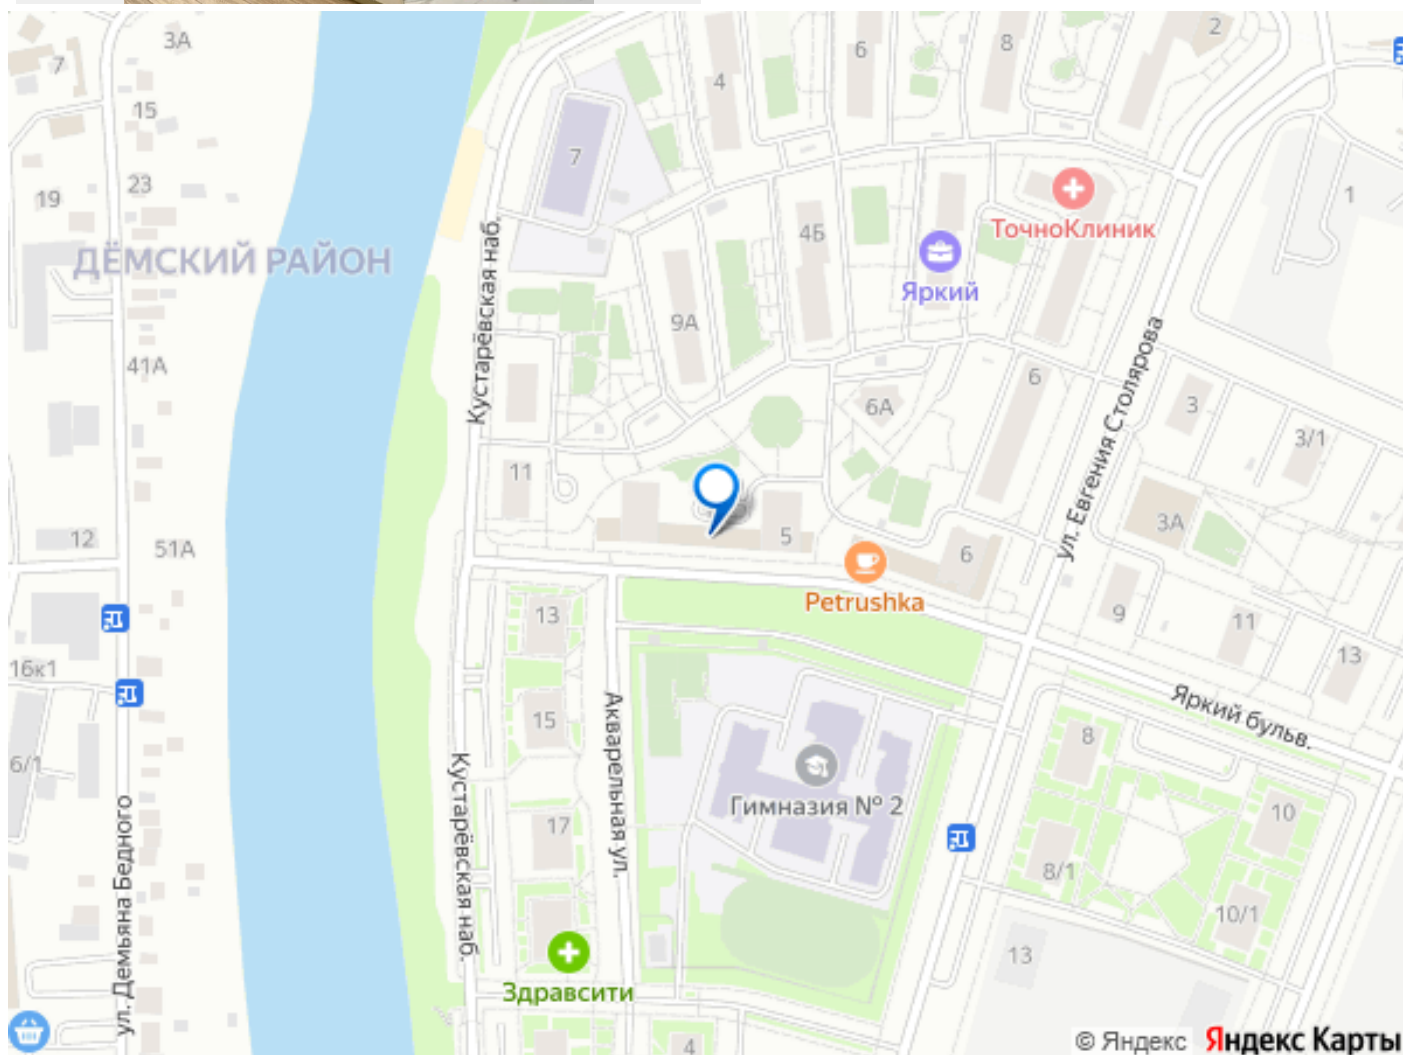 2
3А
6
8
7
4
15
7
23
19
1
ТочноКлиник
4Б
ДЁМСКИЙ РАЙОН
Кустарёвская наб.
Яркий
9А
41А
6
ул. Евгения Столярова
6А
3
3/1
11
3А
5
12
51А
6
Petrushka
13
9
11
16к1
13
15
Акварельная ул.
Яркий бульв.
8
6/1
Кустарёвская наб.
Гимназия № 2
10
17
ул. Демьяна Бедного
8/1
10/1
13
Здравсити
4
© Яндекс Яндекс Карты